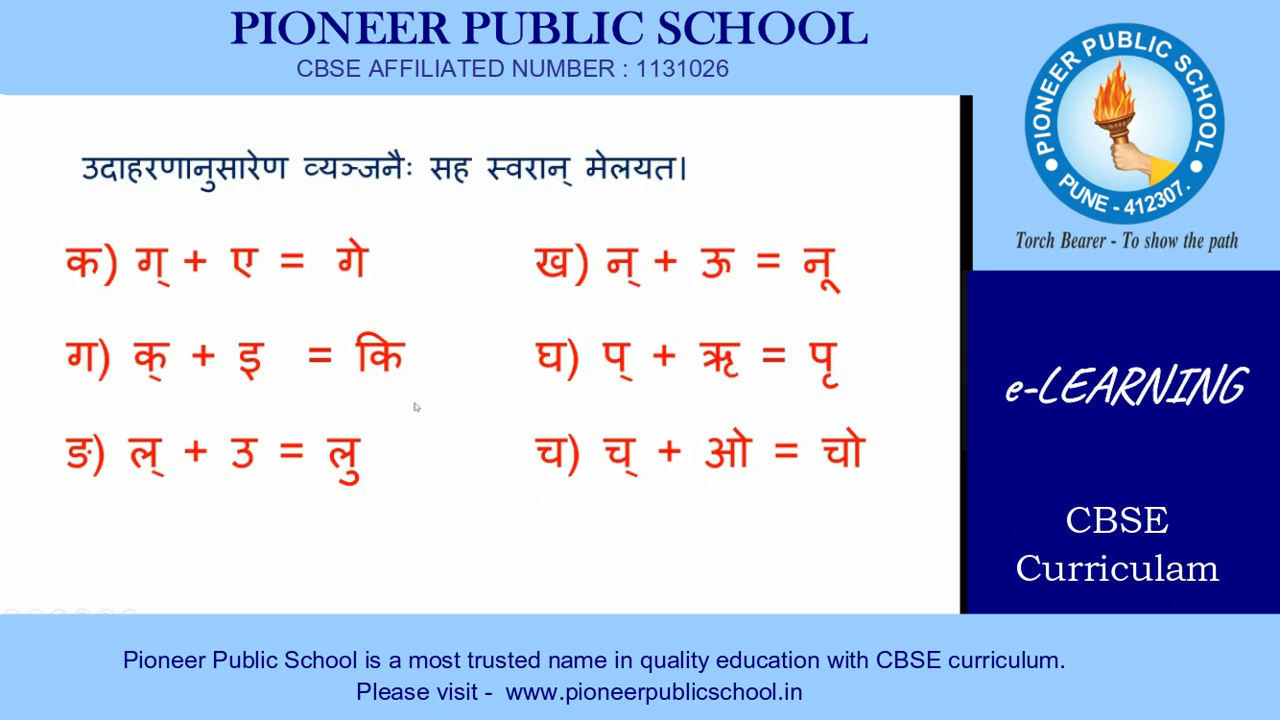 PIONEER PUBLIC SCHOOL
CBSE AFFILIATED NUMBER : 1131026
PIONEER PUBLIC SCHOOL
PUNE - 412307.
Torch Bearer - To show the path
उदाहरणानुसारेण व्यञ्जनैः सह स्वरान् मेलयत।
क) ग् + ए = गे
ख) न् + ऊ = नू
ग) क् + इ = कि
घ) प् + ऋ = पृ
ङ) ल् + उ = लु
च) च् + ओ = चो
e-LEARNING
CBSE
Curriculam
Pioneer Public School is a most trusted name in quality education with CBSE curriculum.
Please visit - www.pioneerpublicschool.in